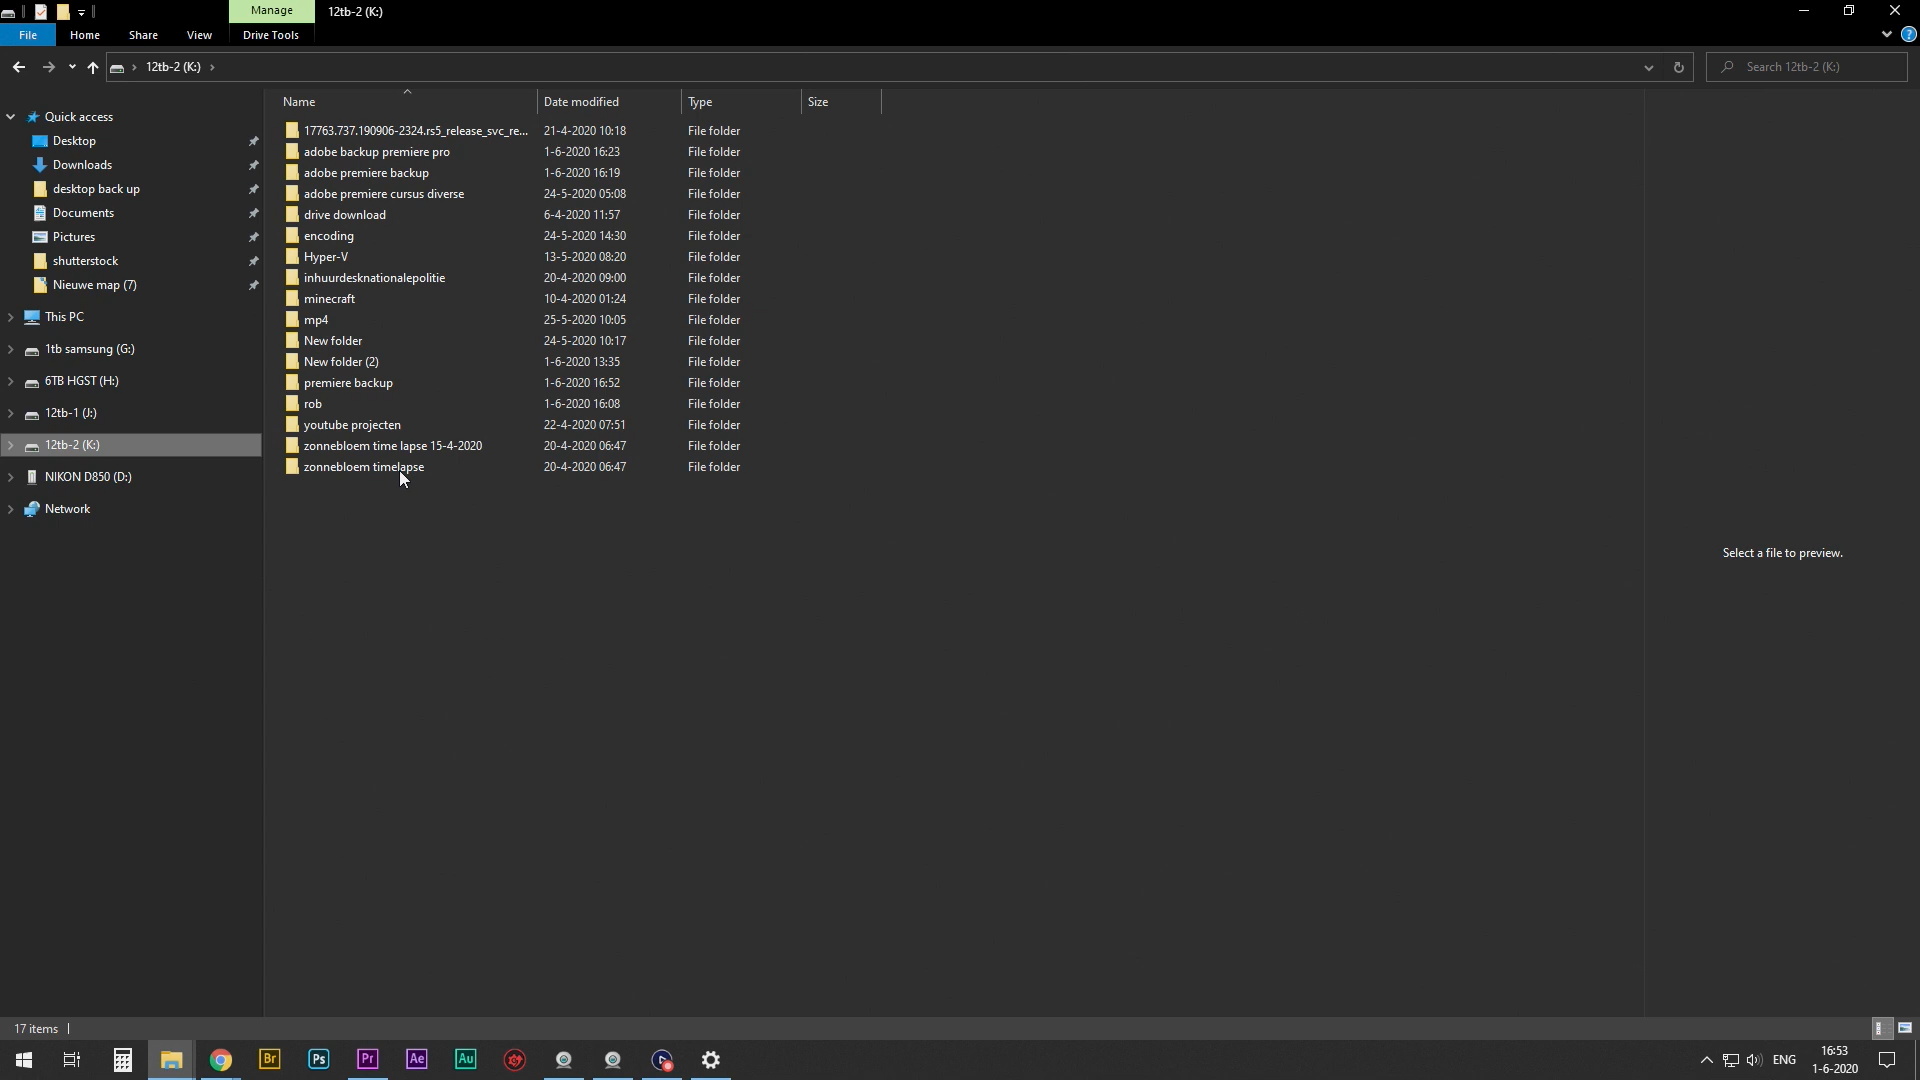 Manage 12tb-2 (K:)
File Home Share View Drive Tools
12tb-2 (K:) Search 12tb-2 (K:)
Name Date modified Type Size
Quick access
Desktop
Downloads
desktop back up
Documents
Pictures
shutterstock
Nieuwe map (7)
This PC
1tb samsung (G:)
6TB HGST (H:)
12tb-1 (J:)
12tb-2 (K:)
NIKON D850 (D:)
Network
17763.737.190906-2324.rs5_release_svc_re... 21-4-2020 10:18 File folder
adobe backup premiere pro 1-6-2020 16:23 File folder
adobe premiere backup 1-6-2020 16:19 File folder
adobe premiere cursus diverse 24-5-2020 05:08 File folder
drive download 6-4-2020 11:57 File folder
encoding 24-5-2020 14:30 File folder
Hyper-V 13-5-2020 08:20 File folder
inhuurdesknationalepolitie 20-4-2020 09:00 File folder
minecraft 10-4-2020 01:24 File folder
mp4 25-5-2020 10:05 File folder
New folder 24-5-2020 10:17 File folder
New folder (2) 1-6-2020 13:35 File folder
premiere backup 1-6-2020 16:52 File folder
rob 1-6-2020 16:08 File folder
youtube projecten 22-4-2020 07:51 File folder
zonnebloem time lapse 15-4-2020 20-4-2020 06:47 File folder
zonnebloem timelapse 20-4-2020 06:47 File folder
Select a file to preview.
17 items
Br Ps Pr Ae Au ENG 16:53
1-6-2020